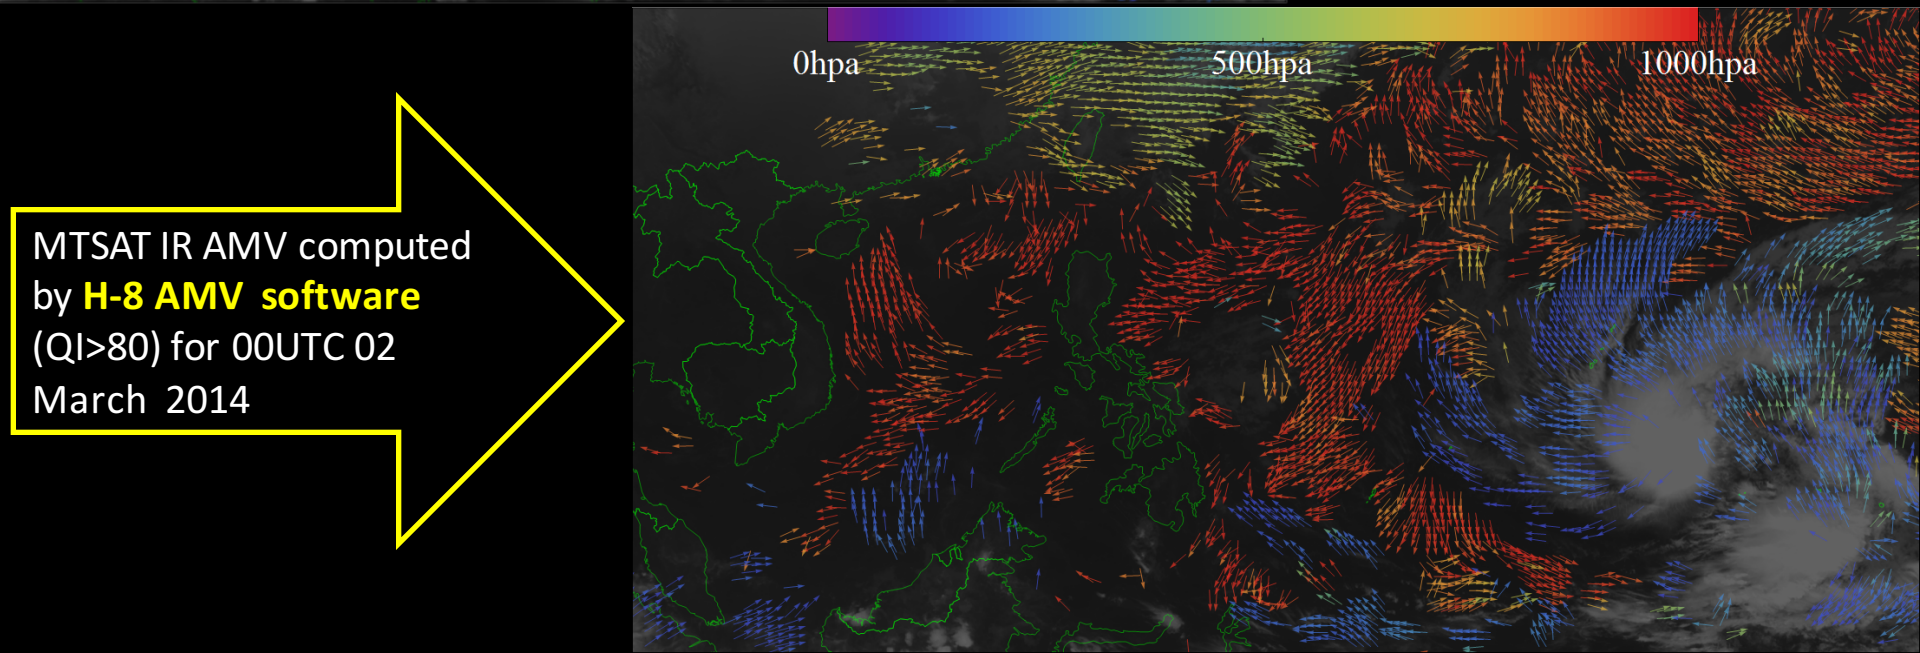 0hpa 500hpa 1000hpa
MTSAT IR AMV computed
by H-8 AMV software
(QI>80) for 00UTC 02
March 2014